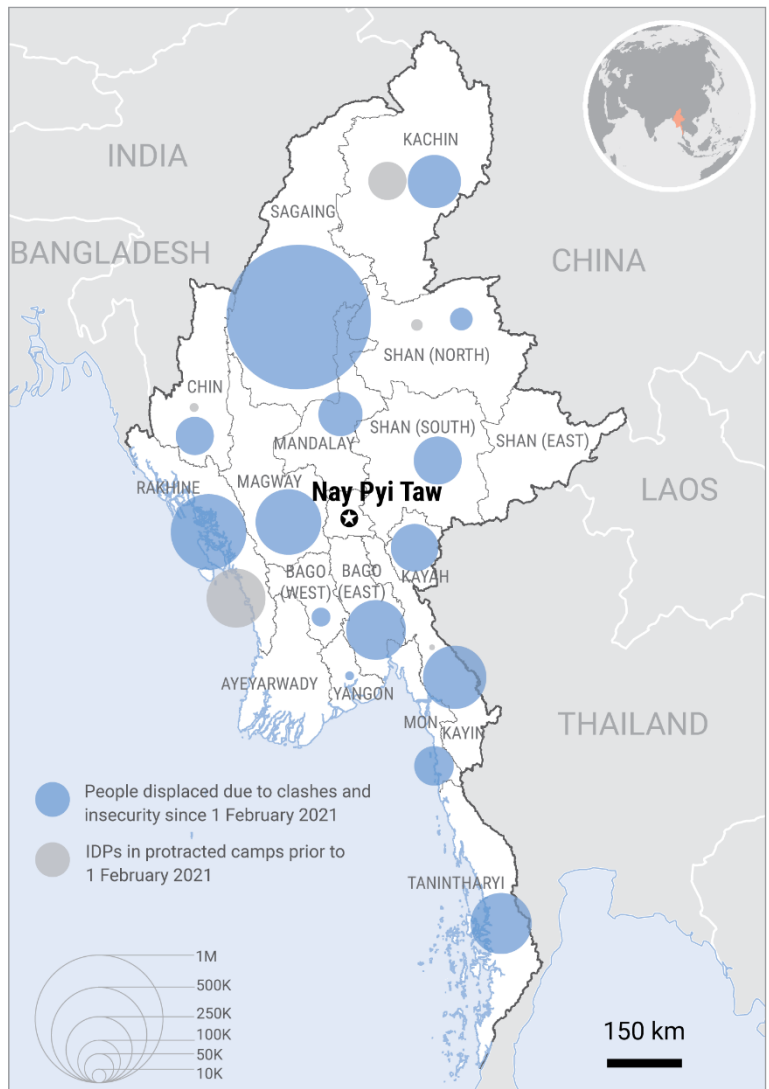 KACHIN
INDIA
SAGAING
BANGLADESH
CHINA
SHAN (NORTH)
CHIN
MANDALAY
SHAN (SOUTH)
SHAN (EAST)
RAKHINE
MAGWAY
Nay Pyi Taw
LAOS
BAGO
(WEST)
BAGO
(EAST)
KAYAH
AYEYARWADY
YANGON
MON
KAYIN
THAILAND
People displaced due to clashes and
insecurity since 1 February 2021
IDPs in protracted camps prior to
1 February 2021
TANINTHARYI
1M
500K
250K
100K
50K
10K
150 km